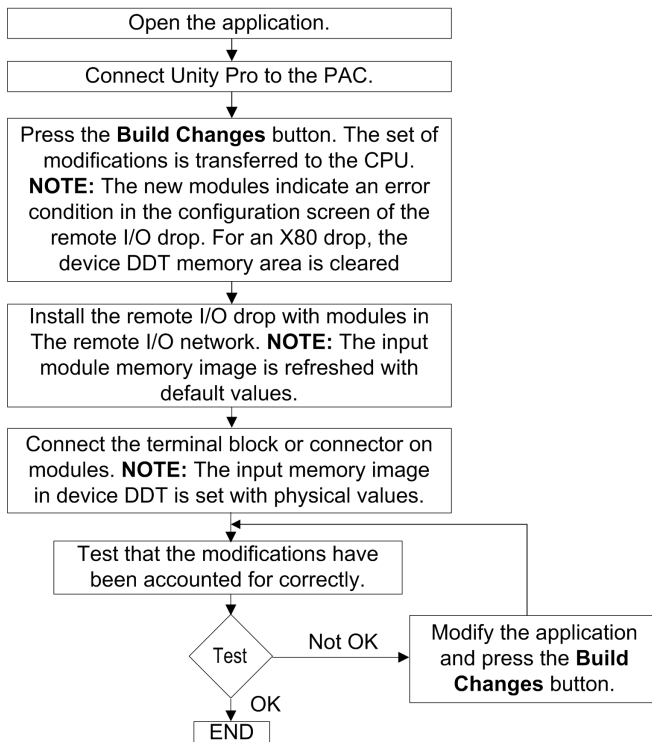 Open the application.
Connect Unity Pro to the PAC.
Press the Build Changes button. The set of
modifications is transferred to the CPU.
NOTE: The new modules indicate an error
condition in the configuration screen of the
remote I/O drop. For an X80 drop, the
device DDT memory area is cleared
Install the remote I/O drop with modules in
The remote I/O network. NOTE: The input
module memory image is refreshed with
default values.
Connect the terminal block or connector on
modules. NOTE: The input memory image
in device DDT is set with physical values.
Test that the modifications have
been accounted for correctly.
Test
Not OK
Modify the application
and press the Build
Changes button.
OK
END